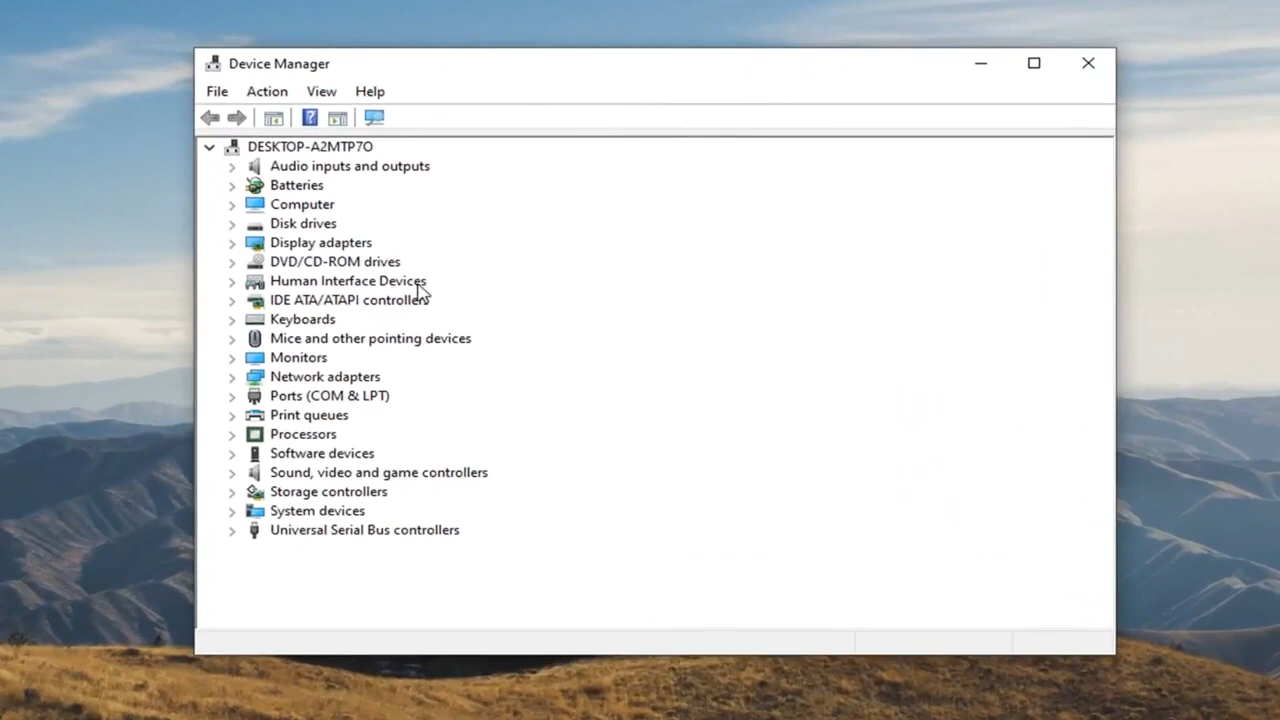 Device Manager
File Action View Help
DESKTOP-A2MTP7O
Audio inputs and outputs
Batteries
Computer
Disk drives
Display adapters
DVD/CD-ROM drives
Human Interface Devices
IDE ATA/ATAPI controllers
Keyboards
Mice and other pointing devices
Monitors
Network adapters
Ports (COM & LPT)
Print queues
Processors
Software devices
Sound, video and game controllers
Storage controllers
System devices
Universal Serial Bus controllers